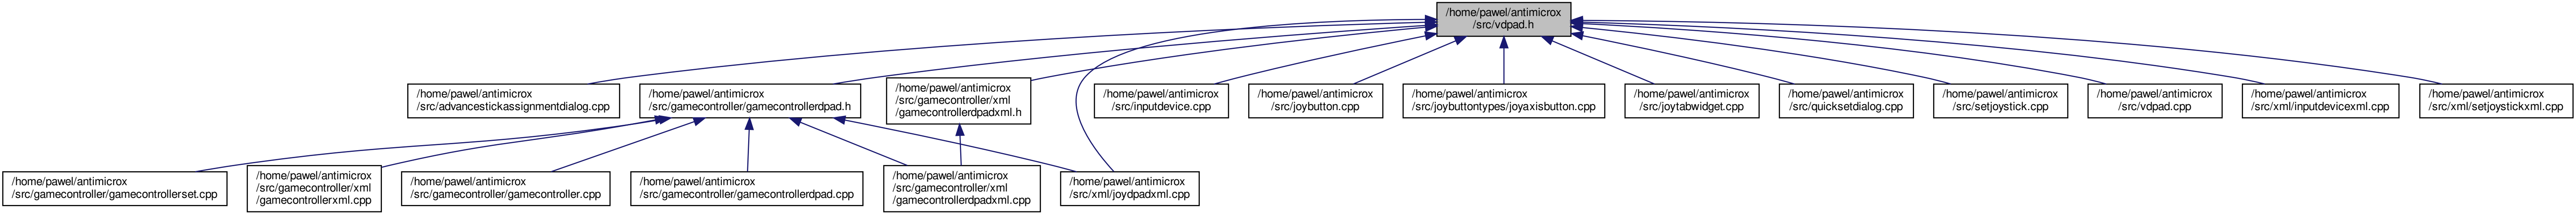 /home/pawel/antimicrox
/src/vdpad.h
/home/pawel/antimicrox
/src/advancestickassignmentdialog.cpp
/home/pawel/antimicrox
/src/gamecontroller/gamecontrollerdpad.h
/home/pawel/antimicrox
/src/gamecontroller/xml
/gamecontrollerdpadxml.h
/home/pawel/antimicrox
/src/inputdevice.cpp
/home/pawel/antimicrox
/src/joybutton.cpp
/home/pawel/antimicrox
/src/joybuttontypes/joyaxisbutton.cpp
/home/pawel/antimicrox
/src/joytabwidget.cpp
/home/pawel/antimicrox
/src/quicksetdialog.cpp
/home/pawel/antimicrox
/src/setjoystick.cpp
/home/pawel/antimicrox
/src/vdpad.cpp
/home/pawel/antimicrox
/src/xml/inputdevicexml.cpp
/home/pawel/antimicrox
/src/xml/setjoystickxml.cpp
/home/pawel/antimicrox
/src/gamecontroller/gamecontrollerset.cpp
/home/pawel/antimicrox
/src/gamecontroller/xml
/gamecontrollerxml.cpp
/home/pawel/antimicrox
/src/gamecontroller/gamecontroller.cpp
/home/pawel/antimicrox
/src/gamecontroller/gamecontrollerdpad.cpp
/home/pawel/antimicrox
/src/gamecontroller/xml
/gamecontrollerdpadxml.cpp
/home/pawel/antimicrox
/src/xml/joydpadxml.cpp